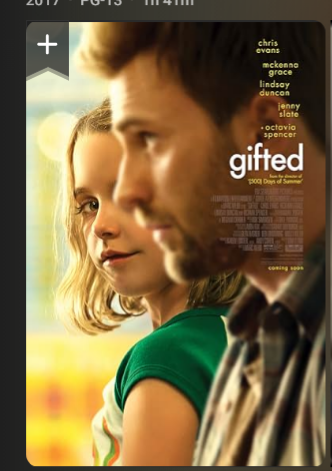 2017 · PG-13 · 1h 41m
chris
evans
mckenna
grace
lindsay
duncan
jenny
slate
octavia
spencer
gifted
from the director of
'(500) Days of Summer'
coming soon